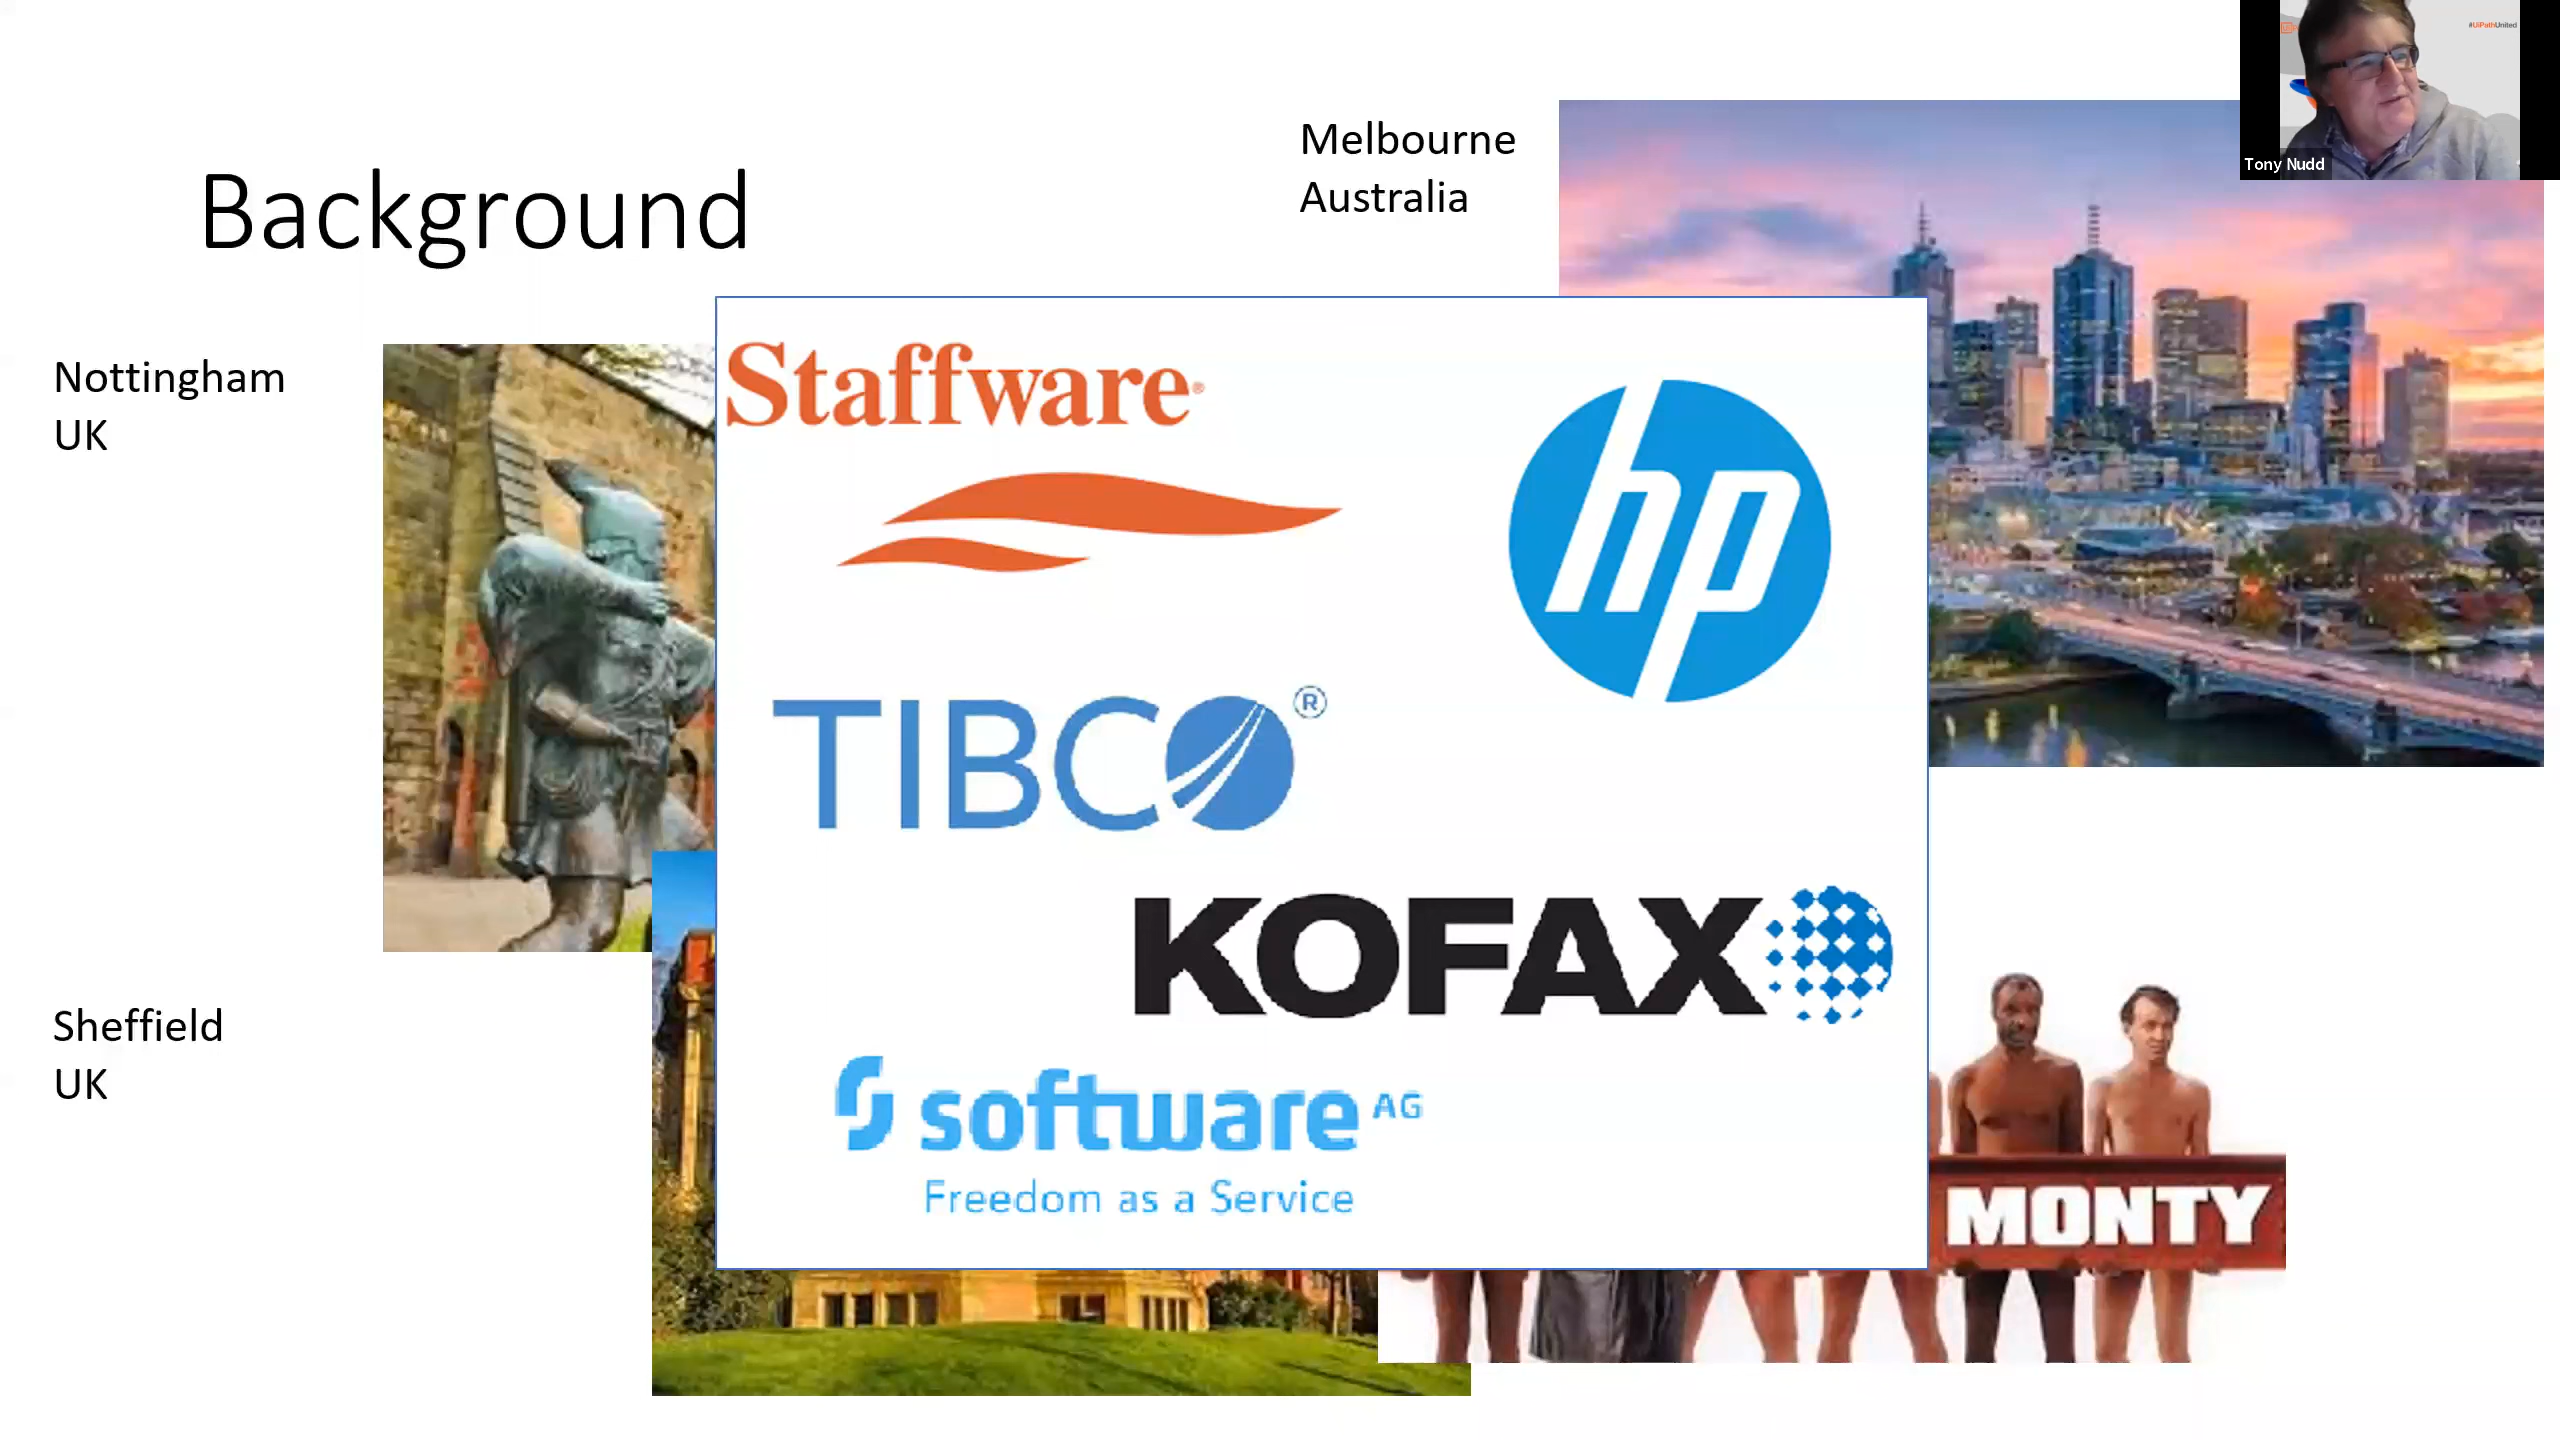 #UiPathUnited
Tony Nudd
Background
Melbourne
Australia
Nottingham
UK
Staffware®
hp
TIBCO®
KOFAX
software AG
Freedom as a Service
Sheffield
UK
MONTY